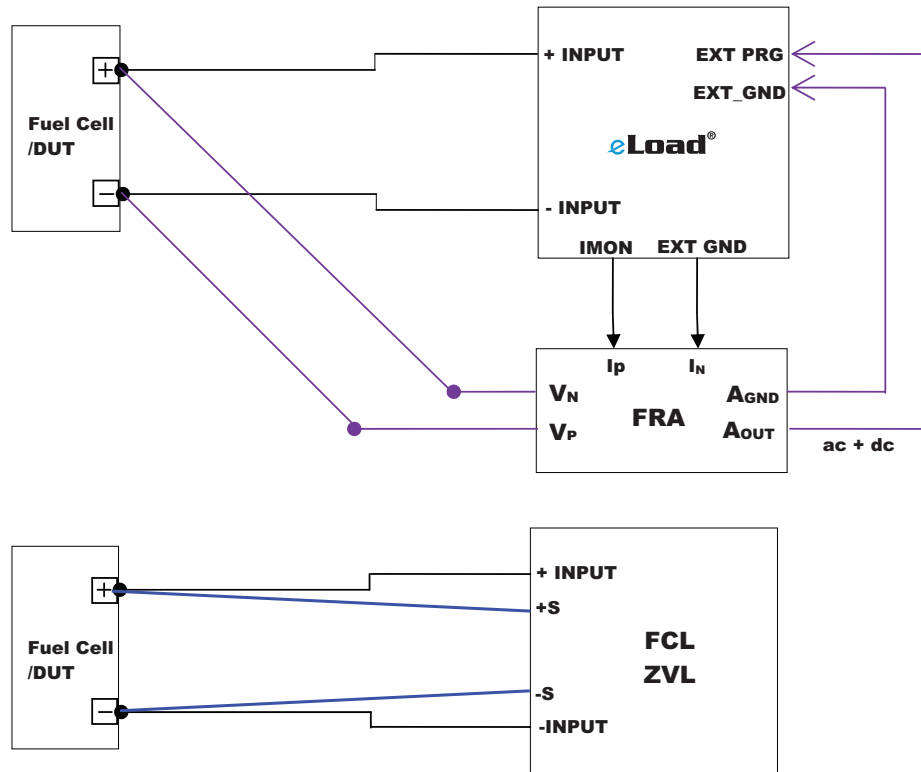 +
Fuel Cell
/DUT
−
+ INPUT
EXT PRG
EXT_GND
eLoad®
- INPUT
IMON
EXT GND
Ip
IN
VN
AGND
FRA
VP
AOUT
ac + dc
+
Fuel Cell
/DUT
−
+ INPUT
+S
FCL
ZVL
-S
-INPUT